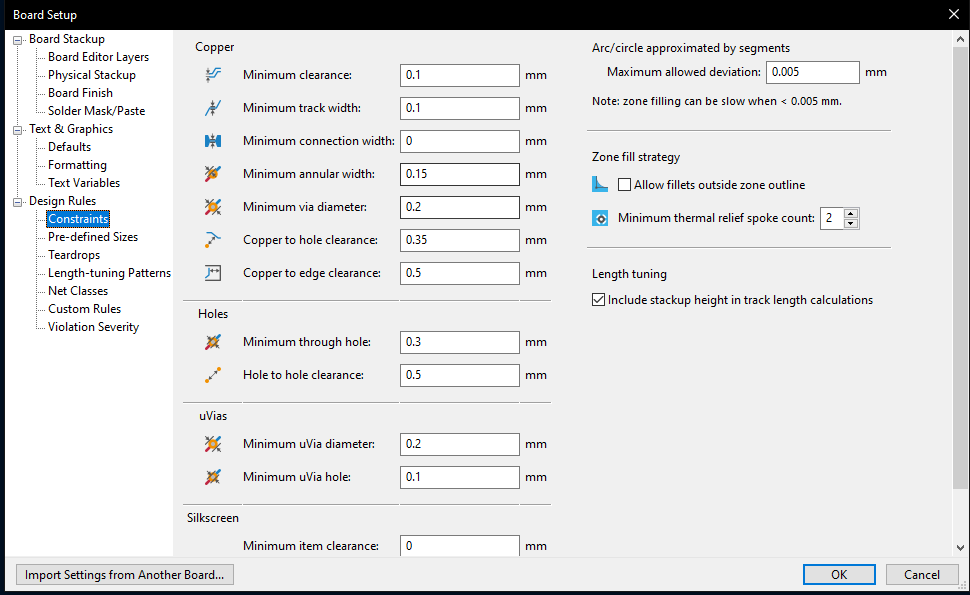 Board Setup
Board Stackup
Board Editor Layers
Physical Stackup
Board Finish
Solder Mask/Paste
Text & Graphics
Defaults
Formatting
Text Variables
Design Rules
Constraints
Pre-defined Sizes
Teardrops
Length-tuning Patterns
Net Classes
Custom Rules
Violation Severity
Copper
Minimum clearance: 0.1 mm
Minimum track width: 0.1 mm
Minimum connection width: 0 mm
Minimum annular width: 0.15 mm
Minimum via diameter: 0.2 mm
Copper to hole clearance: 0.35 mm
Copper to edge clearance: 0.5 mm
Holes
Minimum through hole: 0.3 mm
Hole to hole clearance: 0.5 mm
uVias
Minimum uVia diameter: 0.2 mm
Minimum uVia hole: 0.1 mm
Silkscreen
Minimum item clearance: 0 mm
Arc/circle approximated by segments
Maximum allowed deviation: 0.005 mm
Note: zone filling can be slow when < 0.005 mm.
Zone fill strategy
Allow fillets outside zone outline
Minimum thermal relief spoke count: 2
Length tuning
Include stackup height in track length calculations
Import Settings from Another Board...
OK
Cancel